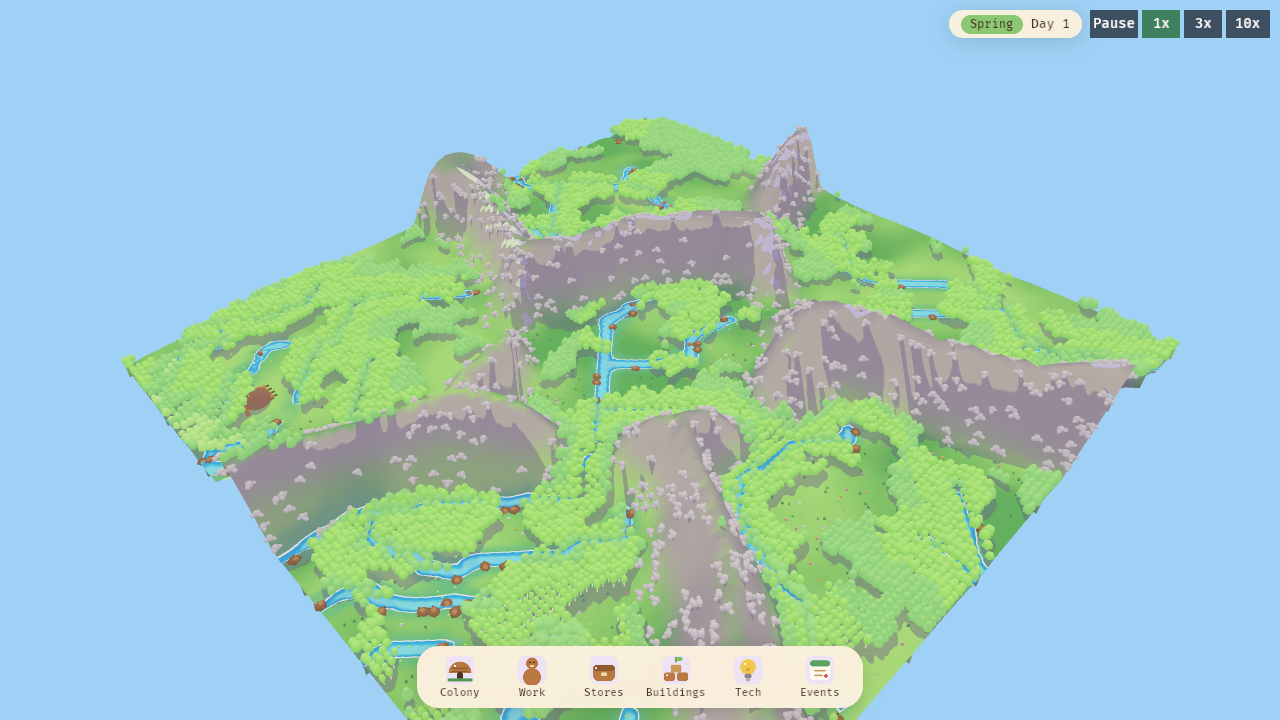 Spring Day 1 Pause 1x 3x 10x
Colony Work Stores Buildings Tech Events